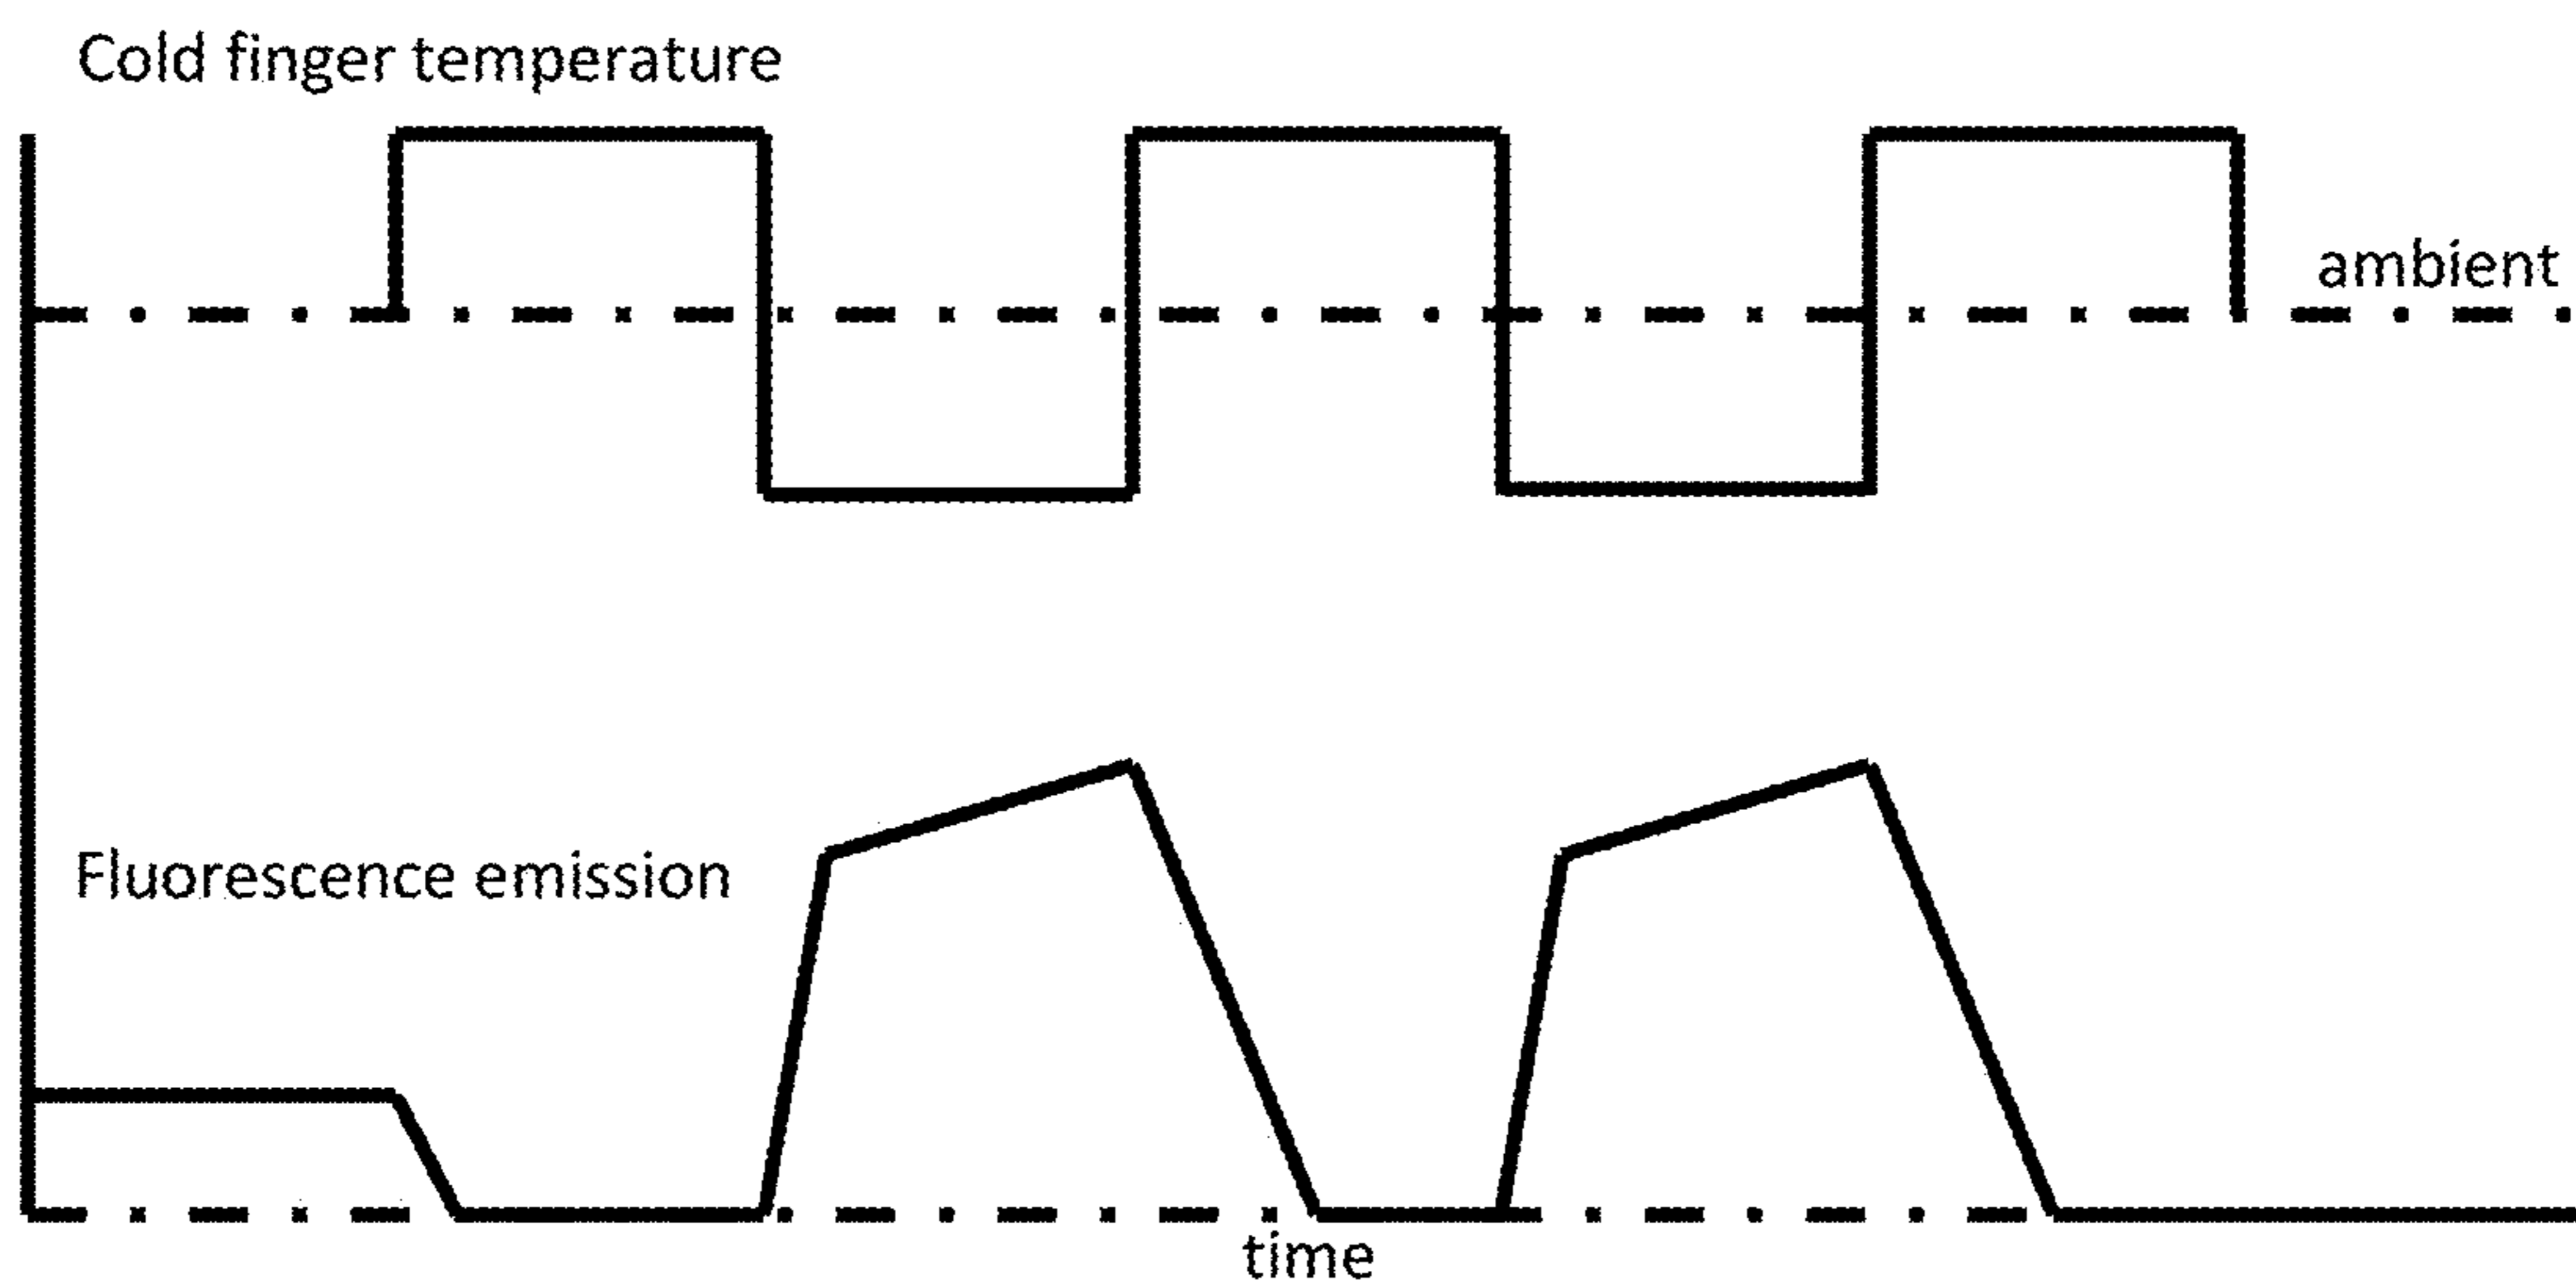 Cold finger temperature
ambient
Fluorescence emission
time